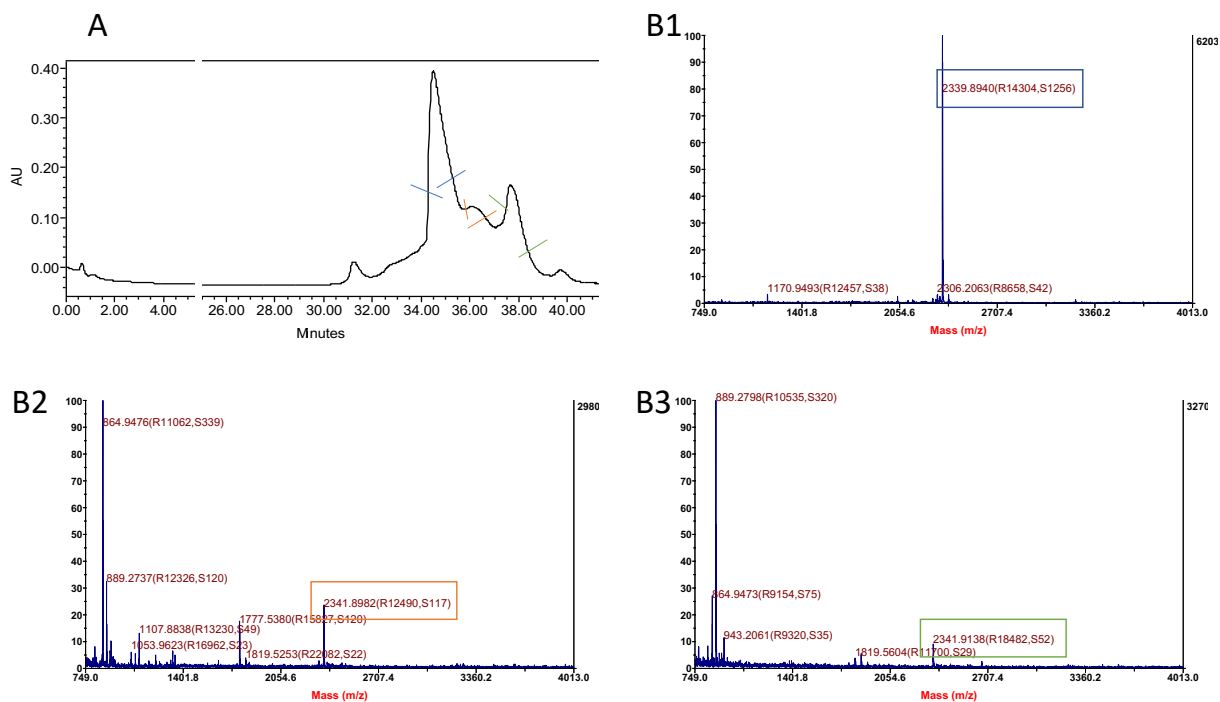 A
0.40
0.30
0.20
0.10
0.00
AU
0.00 2.00 4.00 26.00 28.00 30.00 32.00 34.00 36.00 38.00 40.00
Mnutes
B1
100
90
80
70
60
50
40
30
20
10
0
6203
2339.8940(R14304,S1256)
1170.9493(R12457,S38)
2306.2063(R8658,S42)
749.0 1401.8 2054.6 2707.4 3360.2 4013.0
Mass (m/z)
B2
100
90
80
70
60
50
40
30
20
10
0
2980
864.9476(R11062,S339)
889.2737(R12326,S120)
2341.8982(R12490,S117)
1777.5380(R15827,S120)
1107.8838(R13230,S49)
1053.9623(R16962,S23)
1819.5253(R22082,S22)
749.0 1401.8 2054.6 2707.4 3360.2 4013.0
Mass (m/z)
B3
100
90
80
70
60
50
40
30
20
10
0
3270
889.2798(R10535,S320)
864.9473(R9154,S75)
943.2061(R9320,S35)
2341.9138(R18482,S52)
1819.5604(R11700,S29)
749.0 1401.8 2054.6 2707.4 3360.2 4013.0
Mass (m/z)